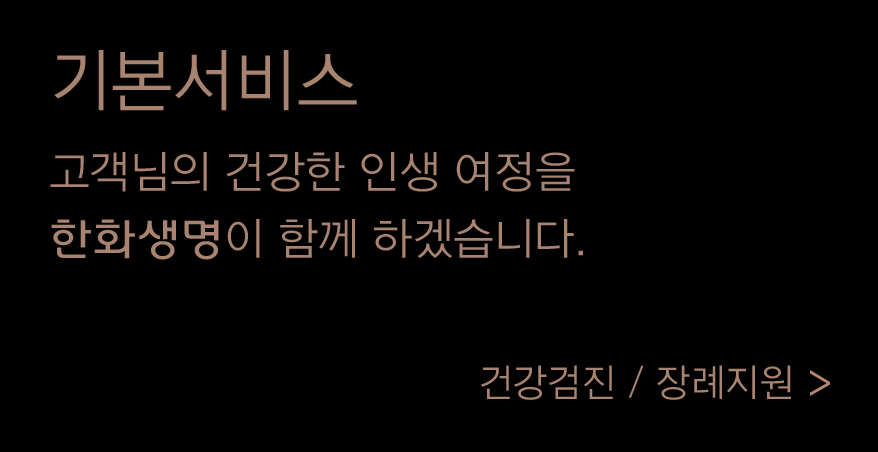 기본서비스
고객님의 건강한 인생 여정을
한화생명이 함께 하겠습니다.
건강검진 / 장례지원 >